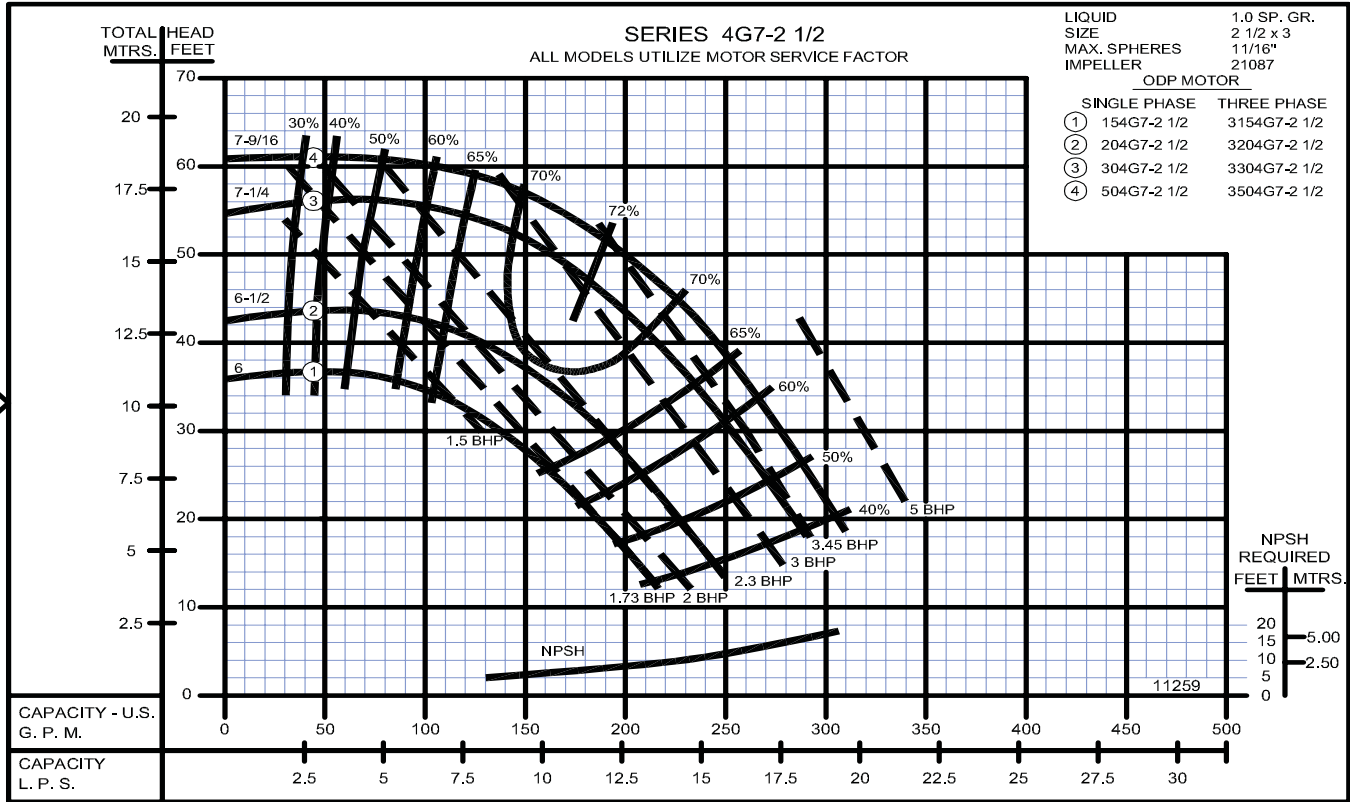 SERIES 4G7-2 1/2
ALL MODELS UTILIZE MOTOR SERVICE FACTOR
LIQUID 1.0 SP. GR.
SIZE 2 1/2 x 3
MAX. SPHERES 11/16"
IMPELLER 21087
ODP MOTOR
SINGLE PHASE THREE PHASE
1 154G7-2 1/2 3154G7-2 1/2
2 204G7-2 1/2 3204G7-2 1/2
3 304G7-2 1/2 3304G7-2 1/2
4 504G7-2 1/2 3504G7-2 1/2
TOTAL HEAD
MTRS. FEET
70
20
60
17.5
50
15
12.5
40
10
30
7.5
20
5
10
2.5
0
7-9/16
7-1/4
6-1/2
6
4
3
2
1
30% 40%
50%
60%
65%
70%
72%
70%
65%
60%
50%
40%
1.5 BHP
5 BHP
3.45 BHP
3 BHP
2.3 BHP
1.73 BHP 2 BHP
NPSH
NPSH
REQUIRED
FEET MTRS.
20
15 5.00
10 2.50
5
0
11259
CAPACITY - U.S.
G. P. M.
0 50 100 150 200 250 300 350 400 450 500
CAPACITY
L. P. S.
2.5 5 7.5 10 12.5 15 17.5 20 22.5 25 27.5 30